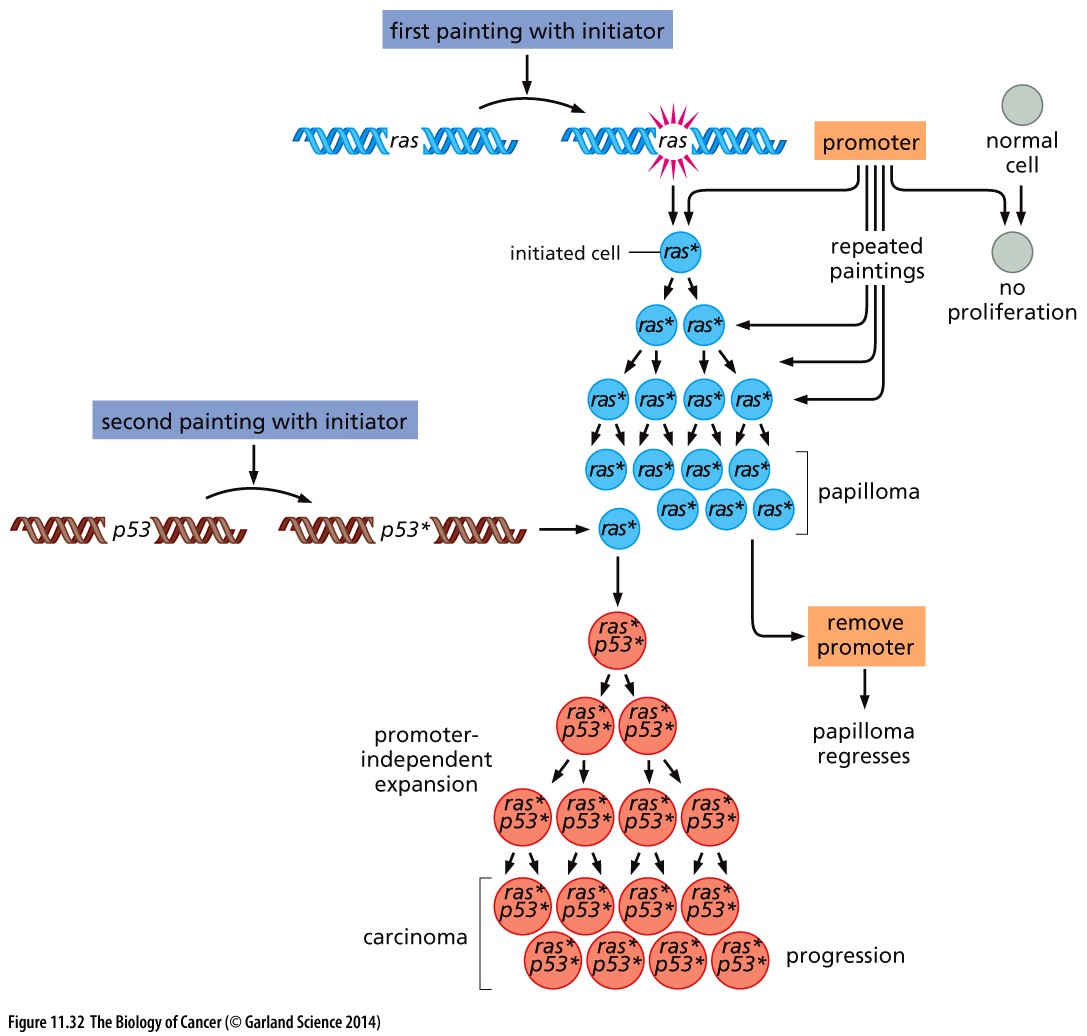 first painting with initiator
ras
ras
promoter
normal
cell
initiated cell
ras*
repeated
paintings
no
proliferation
ras* ras*
ras* ras* ras* ras*
second painting with initiator
ras* ras* ras* ras*
papilloma
ras* ras* ras*
p53
p53*
ras*
remove
promoter
ras*
p53*
papilloma
regresses
promoter-
independent
expansion
ras* ras*
p53* p53*
ras* ras* ras* ras*
p53* p53* p53* p53*
carcinoma
ras* ras* ras* ras*
p53* p53* p53* p53*
ras* ras* ras* ras*
p53* p53* p53* p53*
progression
Figure 11.32 The Biology of Cancer (© Garland Science 2014)